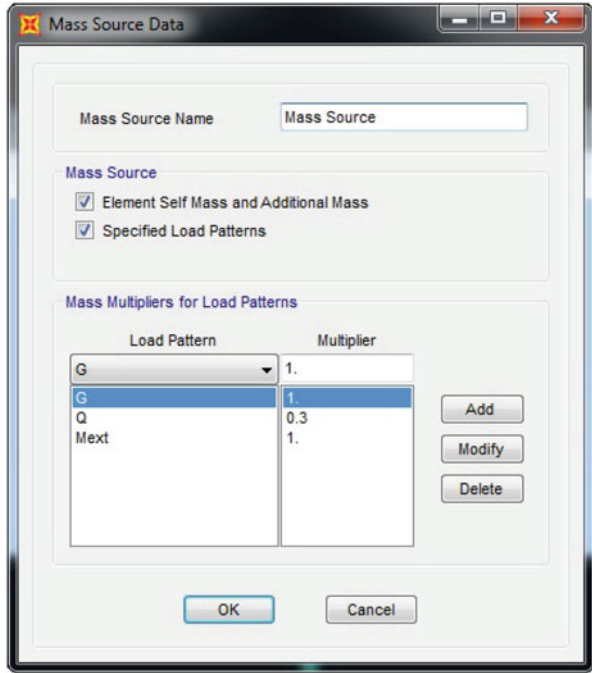 Mass Source Data
Mass Source Name Mass Source
Mass Source
Element Self Mass and Additional Mass
Specified Load Patterns
Mass Multipliers for Load Patterns
Load Pattern Multiplier
G 1.
G 1.
Q 0.3
Mext 1.
Add
Modify
Delete
OK Cancel